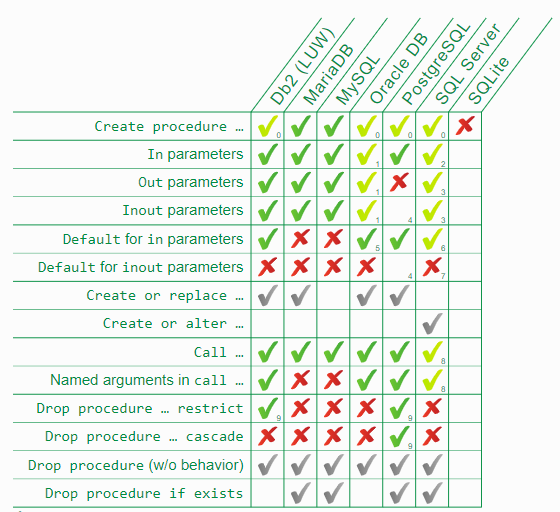 Db2 (LUW)
MariaDB
MySQL
Oracle DB
PostgreSQL
SQL Server
SQLite
Create procedure … 0 0 0 0
In parameters 1 2
Out parameters 1 3
Inout parameters 1 4 3
Default for in parameters 5 6
Default for inout parameters 4 7
Create or replace …
Create or alter …
Call … 8
Named arguments in call … 8
Drop procedure … restrict 9 9
Drop procedure … cascade 9
Drop procedure (w/o behavior)
Drop procedure if exists